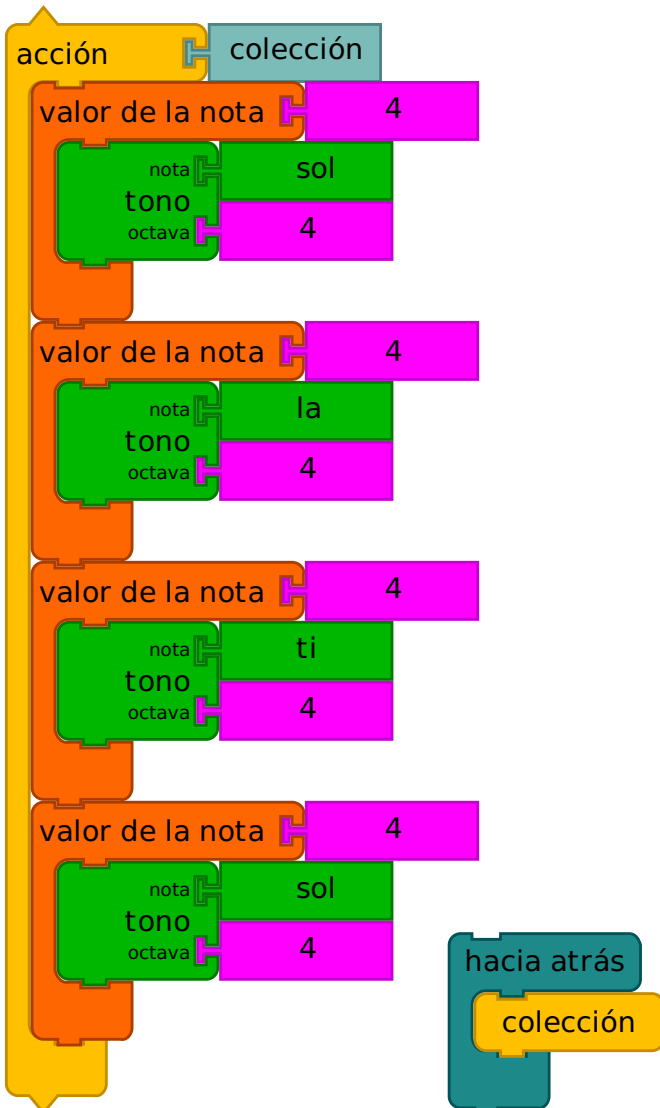 acción colección
valor de la nota 4
nota sol
tono
octava 4
valor de la nota 4
nota la
tono
octava 4
valor de la nota 4
nota ti
tono
octava 4
valor de la nota 4
nota sol
tono
octava 4
hacia atrás
colección